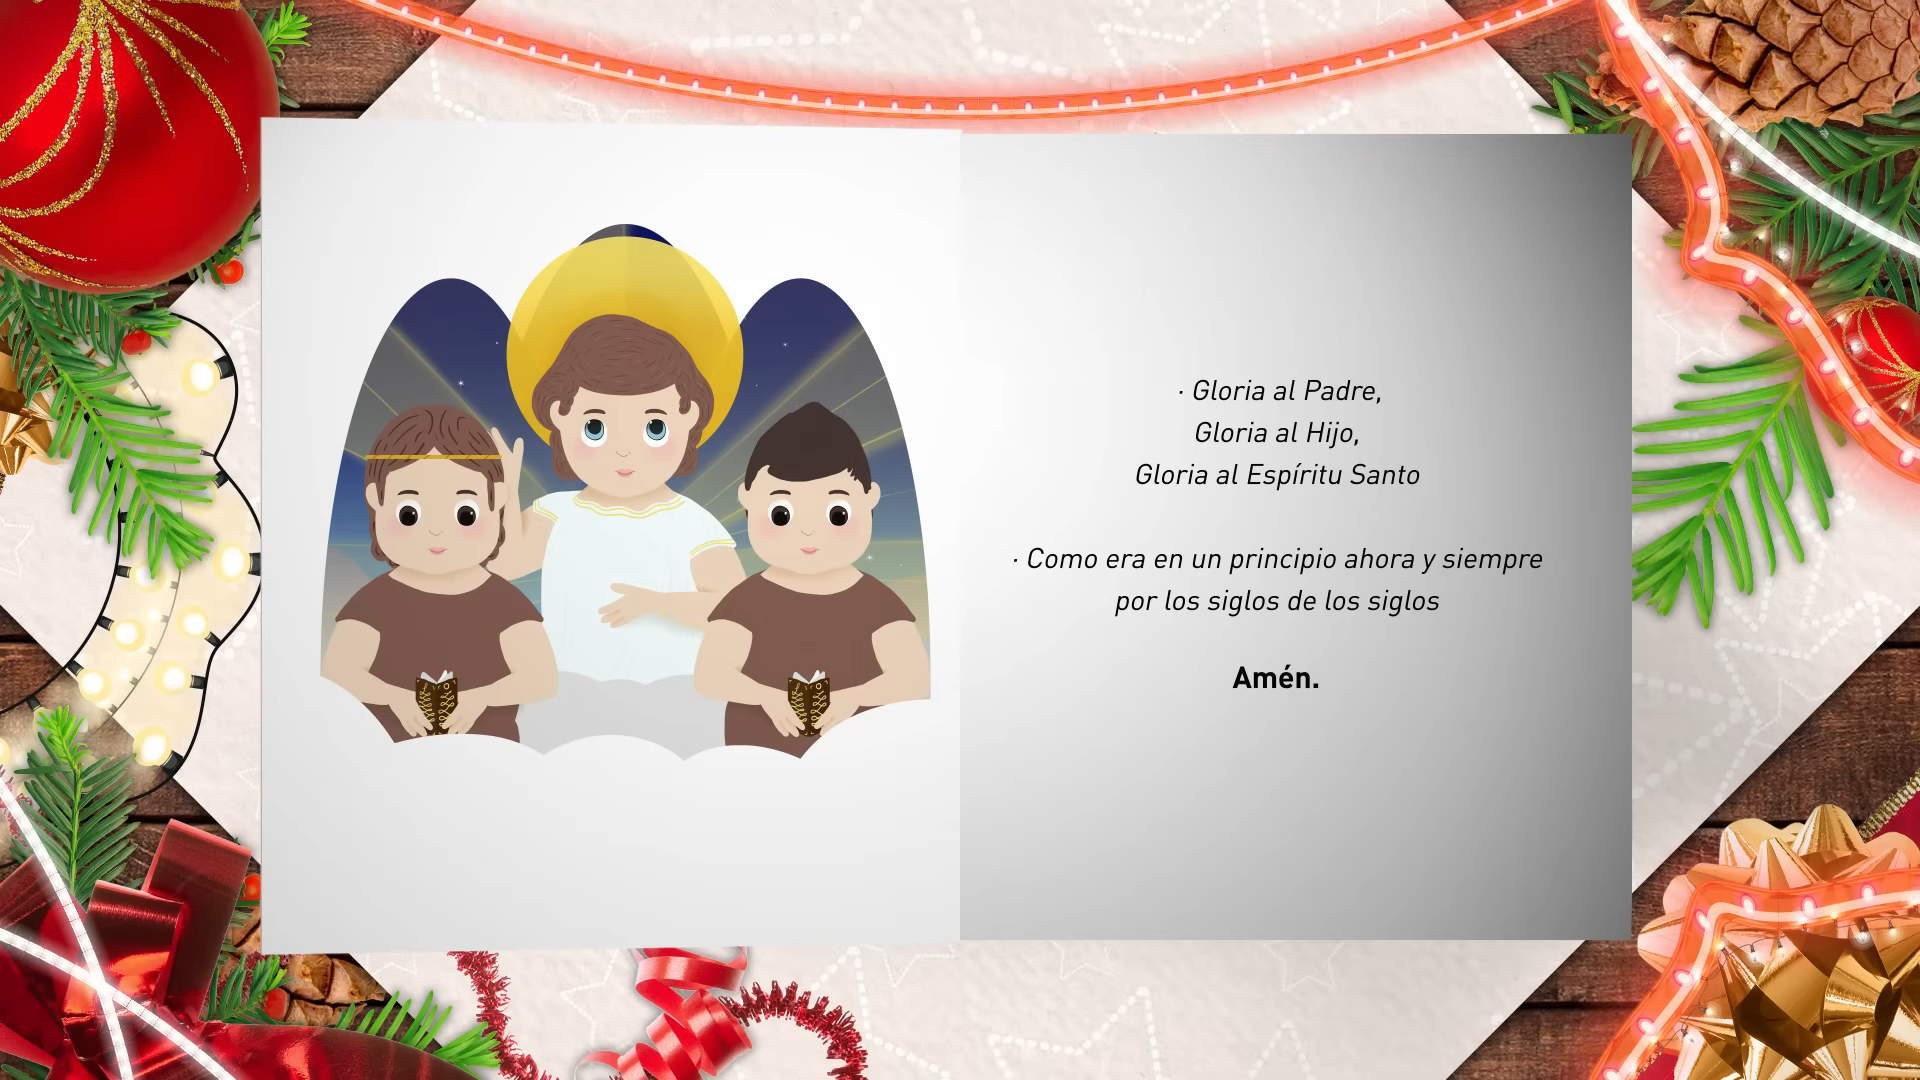 · Gloria al Padre,
Gloria al Hijo,
Gloria al Espíritu Santo
· Como era en un principio ahora y siempre
por los siglos de los siglos
Amén.